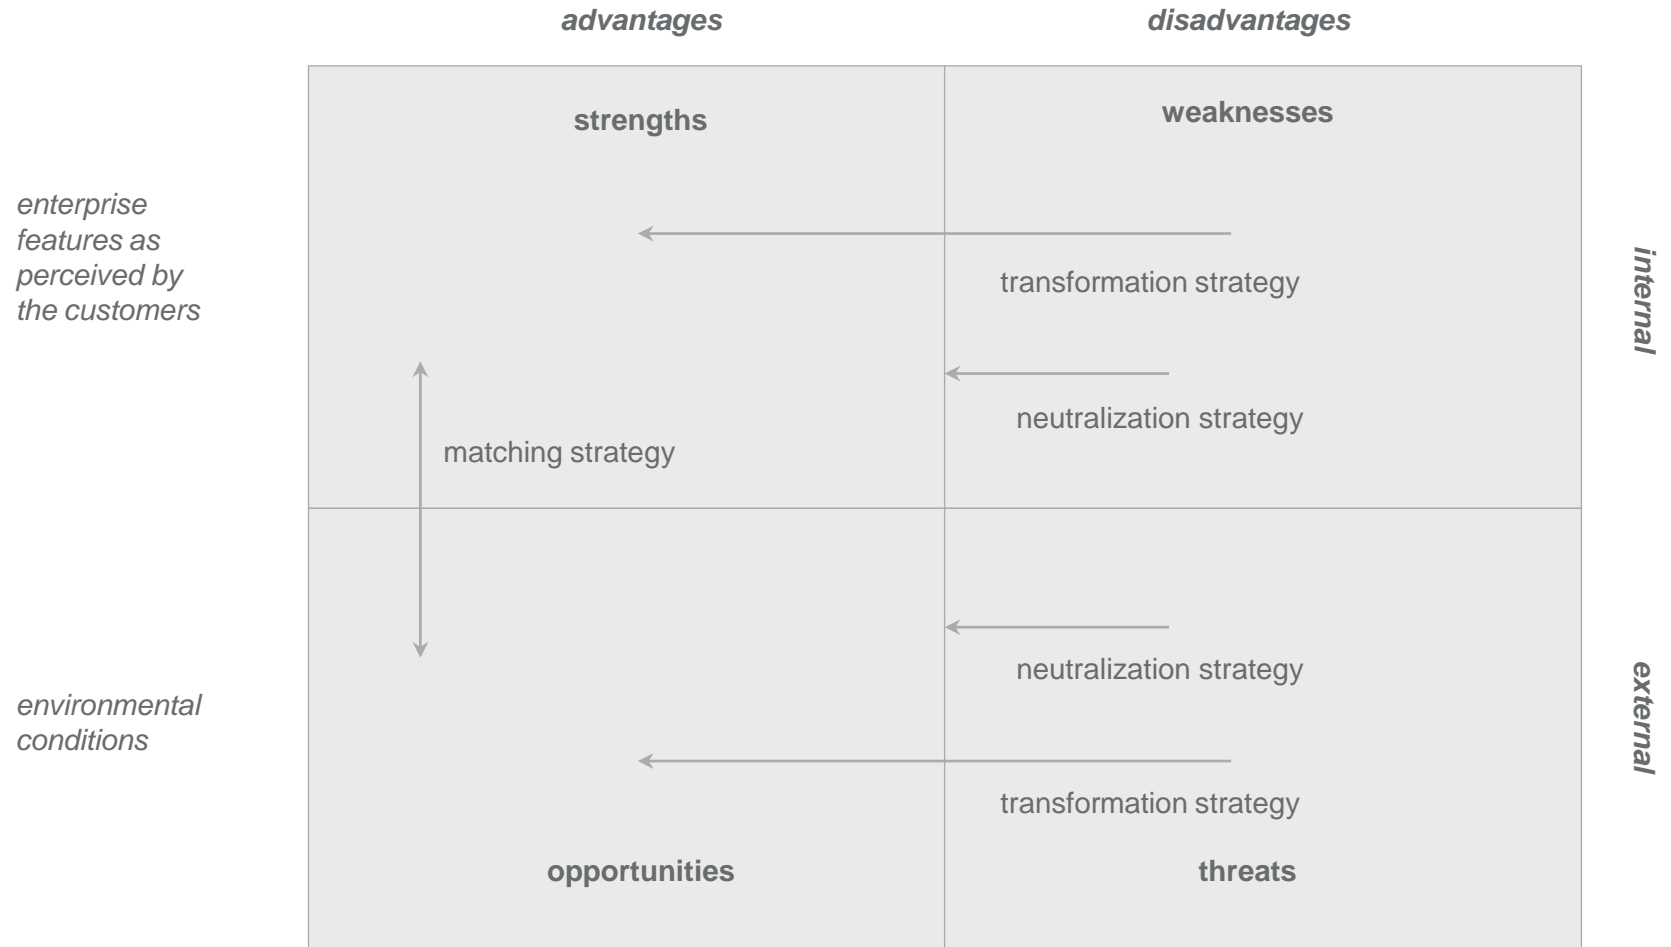 advantages
disadvantages
strengths
weaknesses
enterprise
features as
perceived by
the customers
transformation strategy
internal
neutralization strategy
matching strategy
neutralization strategy
environmental
conditions
external
transformation strategy
opportunities
threats